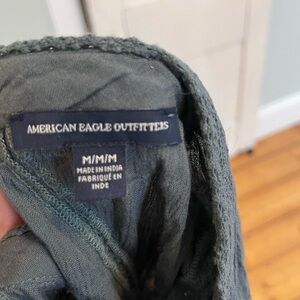 AMERICAN EAGLE OUTFITTERS
M/M/M
MADE IN INDIA
FABRIQUÉ EN
INDE